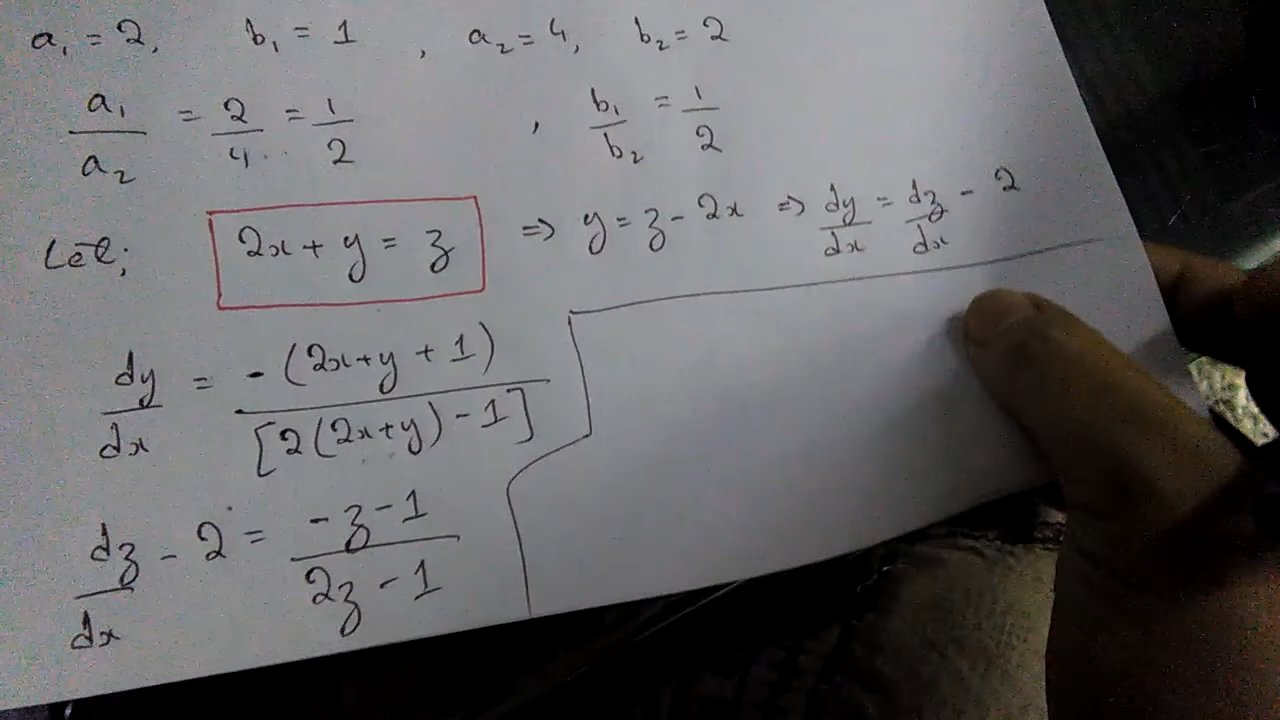 a₁ = 2, b₁ = 1 , a₂ = 4, b₂ = 2
a₁/a₂ = 2/4 = 1/2 , b₁/b₂ = 1/2
Let; 2x + y = z ⇒ y = z - 2x ⇒ dy/dx = dz/dx - 2
dy/dx = -(2x+y+1)/[2(2x+y)-1]
dz/dx - 2 = (-z-1)/(2z-1)